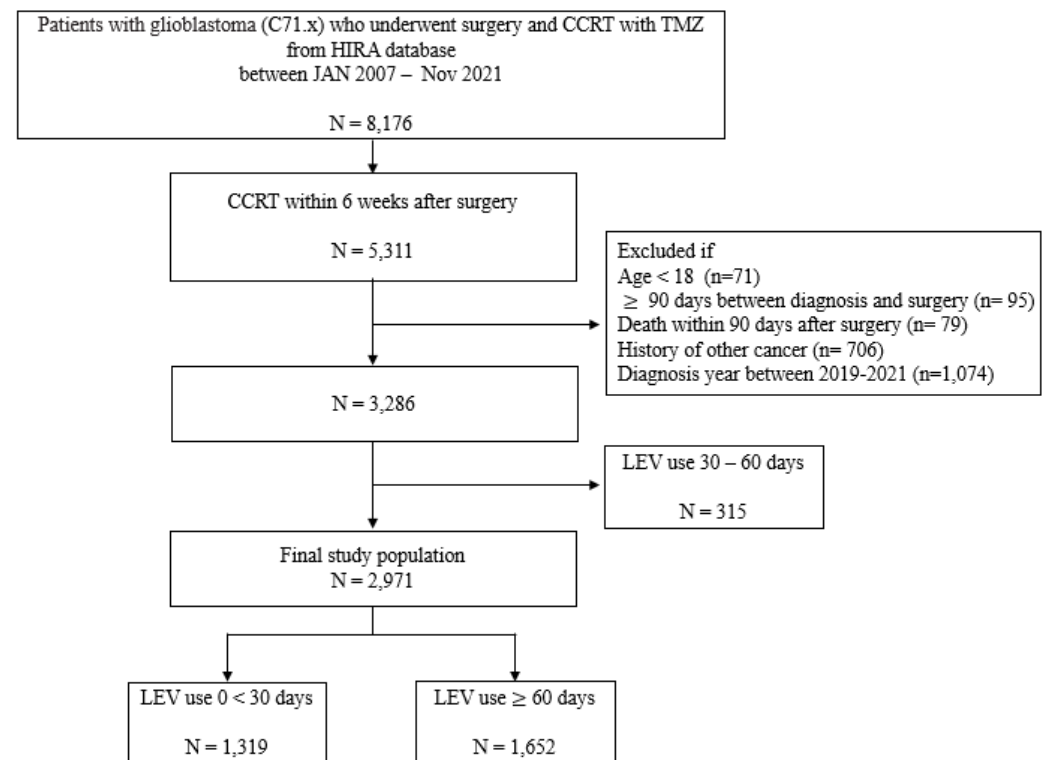 Patients with glioblastoma (C71.x) who underwent surgery and CCRT with TMZ
from HIRA database
between JAN 2007 – Nov 2021
N = 8,176
CCRT within 6 weeks after surgery
N = 5,311
Excluded if
Age < 18 (n=71)
≥ 90 days between diagnosis and surgery (n= 95)
Death within 90 days after surgery (n= 79)
History of other cancer (n= 706)
Diagnosis year between 2019-2021 (n=1,074)
N = 3,286
LEV use 30 – 60 days
N = 315
Final study population
N = 2,971
LEV use 0 < 30 days
N = 1,319
LEV use ≥ 60 days
N = 1,652